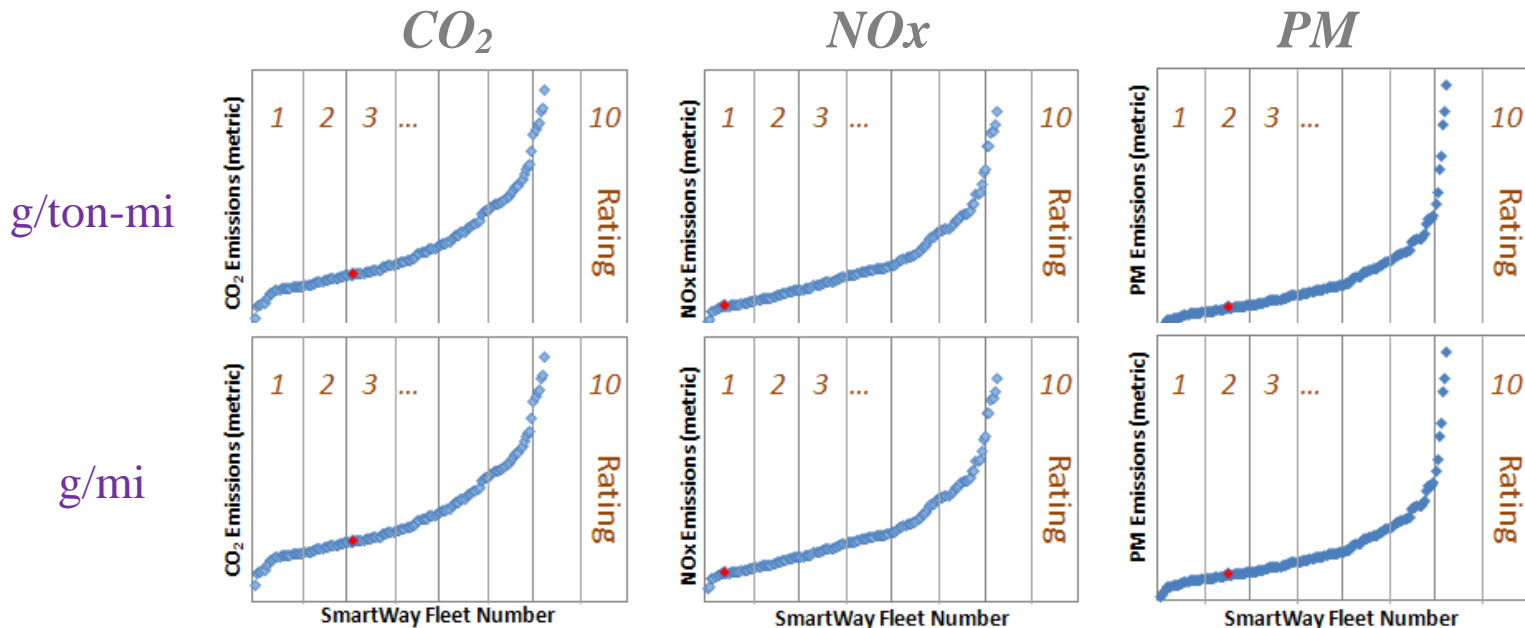 CO₂ NOx PM
g/ton-mi
CO₂ Emissions (metric)
1 2 3 ... 10
Rating
NOx Emissions (metric)
1 2 3 ... 10
Rating
PM Emissions (metric)
1 2 3 ... 10
Rating
g/mi
CO₂ Emissions (metric)
1 2 3 ... 10
Rating
SmartWay Fleet Number
NOx Emissions (metric)
1 2 3 ... 10
Rating
SmartWay Fleet Number
PM Emissions (metric)
1 2 3 ... 10
Rating
SmartWay Fleet Number